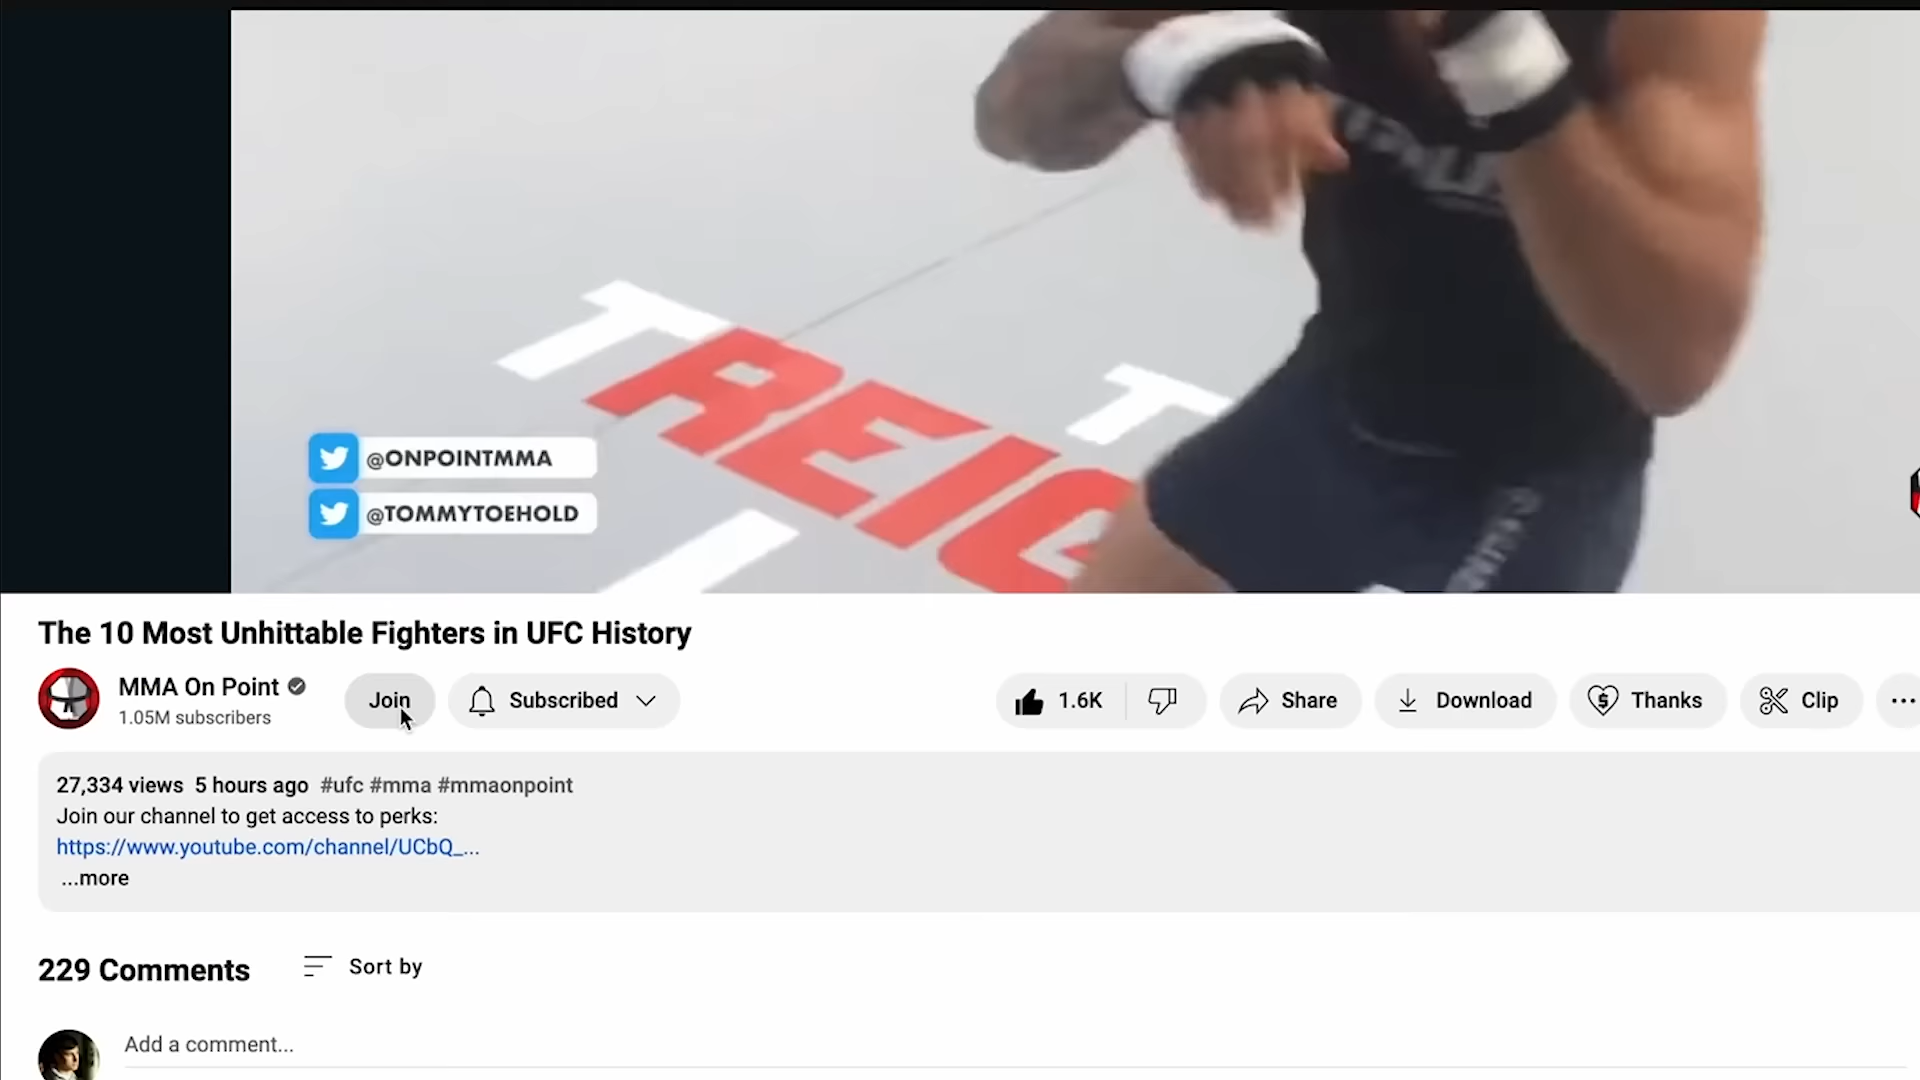 T
REIG
T
@ONPOINTMMA
@TOMMYTOEHOLD
The 10 Most Unhittable Fighters in UFC History
MMA On Point
1.05M subscribers
Join
Subscribed
1.6K
Share
Download
Thanks
Clip
27,334 views 5 hours ago #ufc #mma #mmaonpoint
Join our channel to get access to perks:
https://www.youtube.com/channel/UCbQ_...
...more
229 Comments
Sort by
Add a comment...